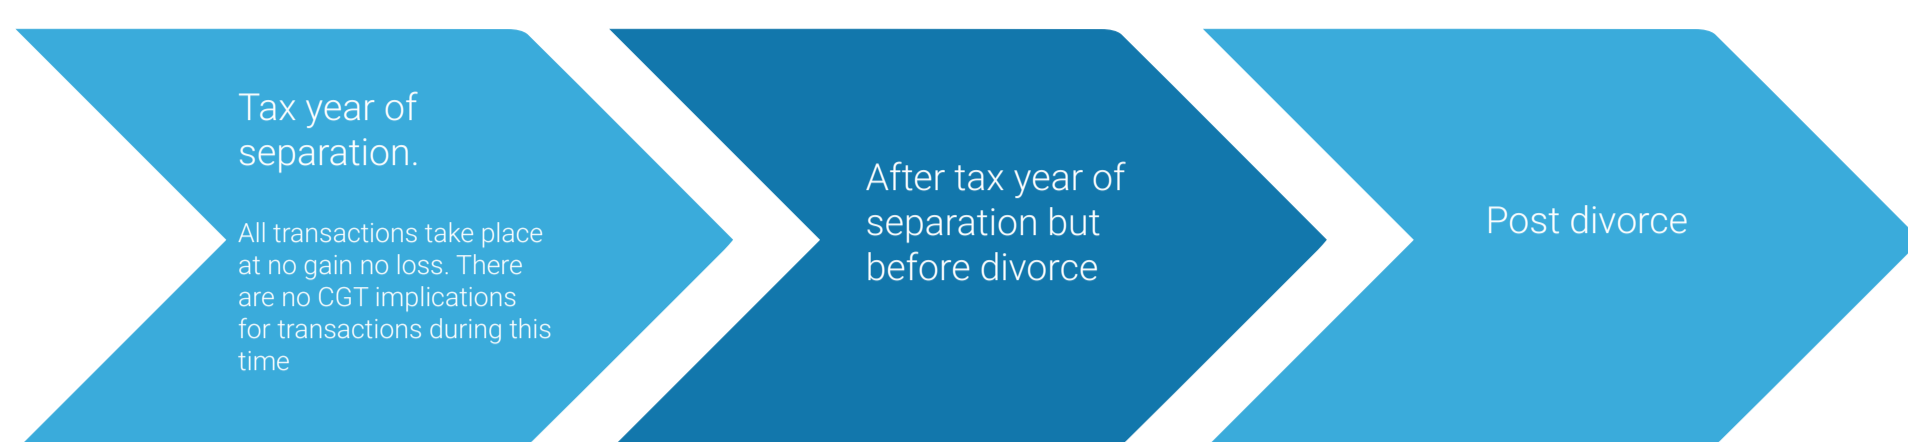 Tax year of
separation.
All transactions take place
at no gain no loss. There
are no CGT implications
for transactions during this
time
After tax year of
separation but
before divorce
Post divorce